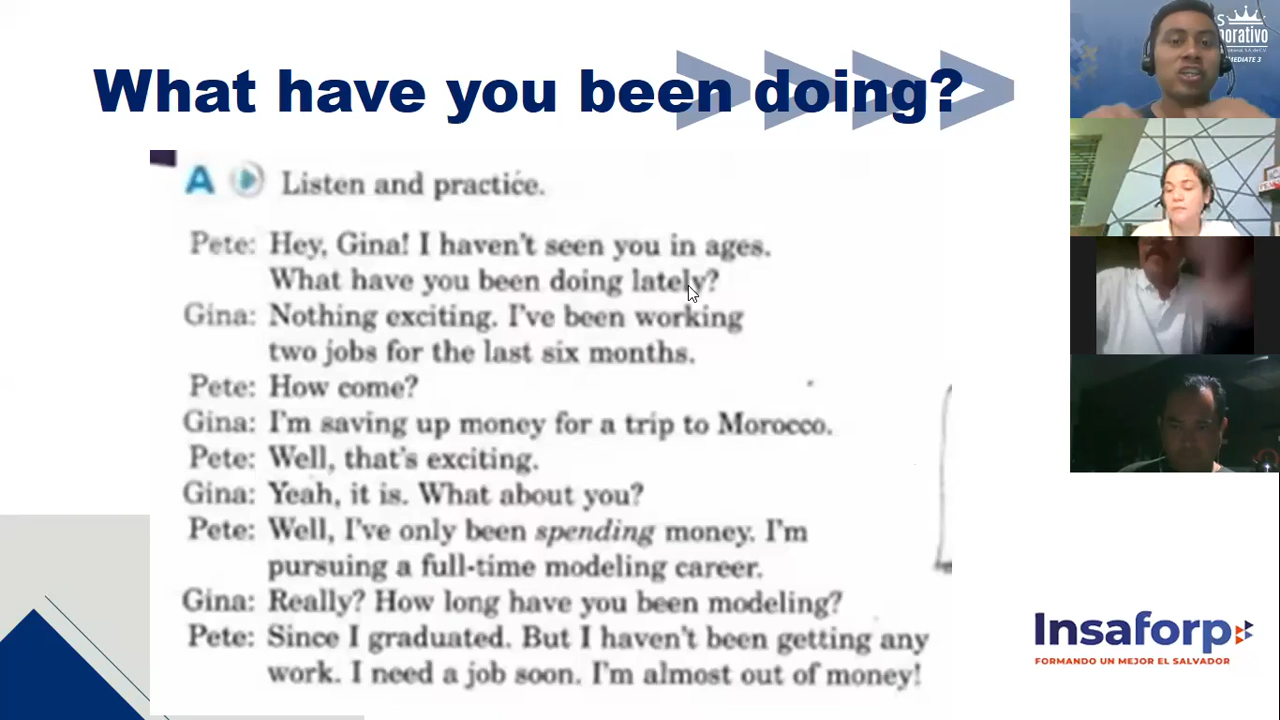 What have you been doing?
A Listen and practice.
Pete: Hey, Gina! I haven't seen you in ages.
What have you been doing lately?
Gina: Nothing exciting. I've been working
two jobs for the last six months.
Pete: How come?
Gina: I'm saving up money for a trip to Morocco.
Pete: Well, that's exciting.
Gina: Yeah, it is. What about you?
Pete: Well, I've only been spending money. I'm
pursuing a full-time modeling career.
Gina: Really? How long have you been modeling?
Pete: Since I graduated. But I haven't been getting any
work. I need a job soon. I'm almost out of money!
Insaforp
FORMANDO UN MEJOR EL SALVADOR